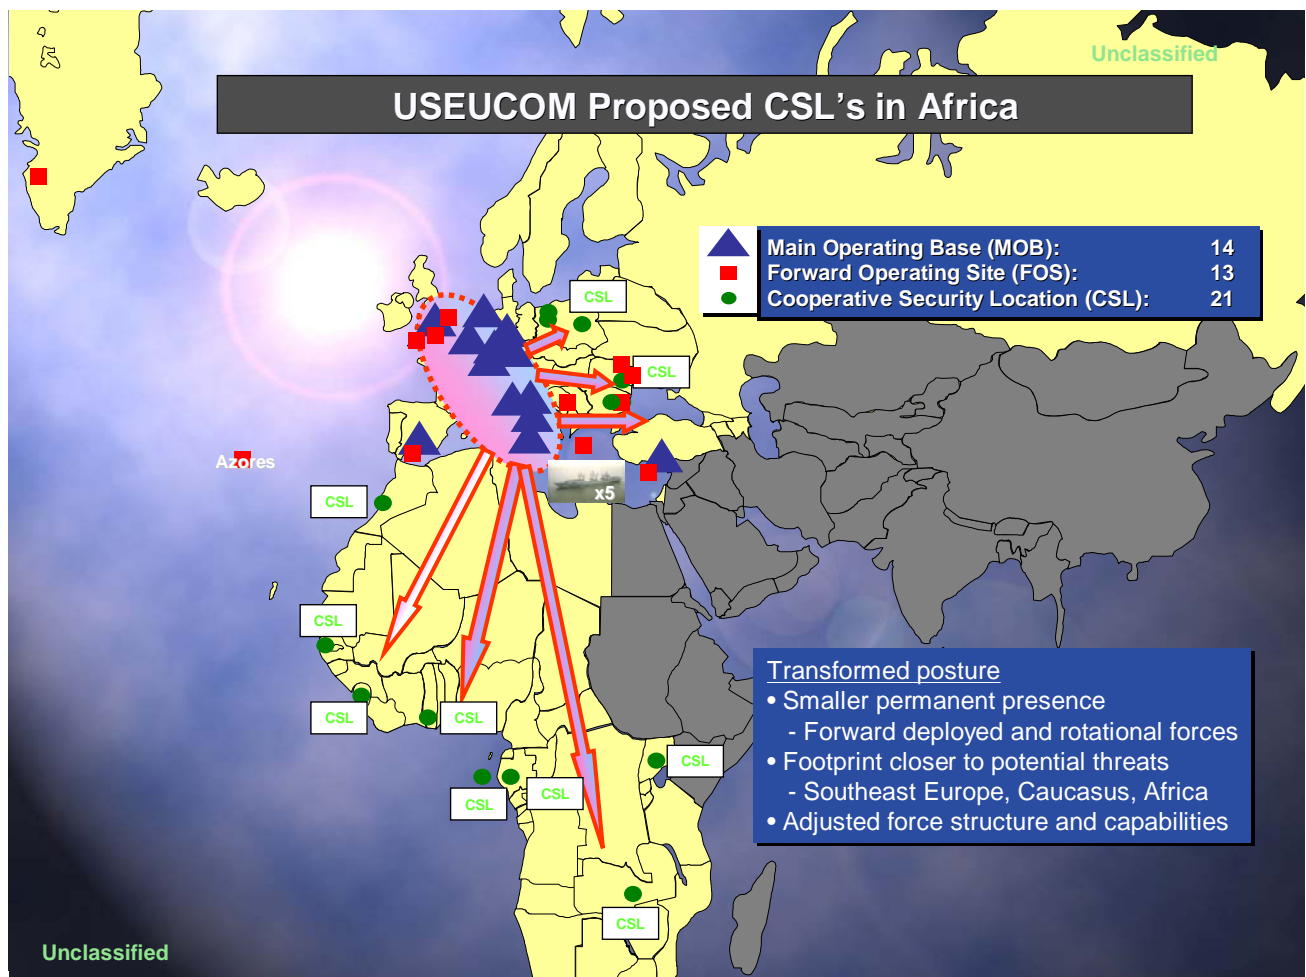 Unclassified
USEUCOM Proposed CSL's in Africa
Main Operating Base (MOB): 14
Forward Operating Site (FOS): 13
Cooperative Security Location (CSL): 21
CSL
CSL
Azores
x5
CSL
CSL
CSL
CSL
CSL
CSL
CSL
CSL
Transformed posture
• Smaller permanent presence
- Forward deployed and rotational forces
• Footprint closer to potential threats
- Southeast Europe, Caucasus, Africa
• Adjusted force structure and capabilities
Unclassified